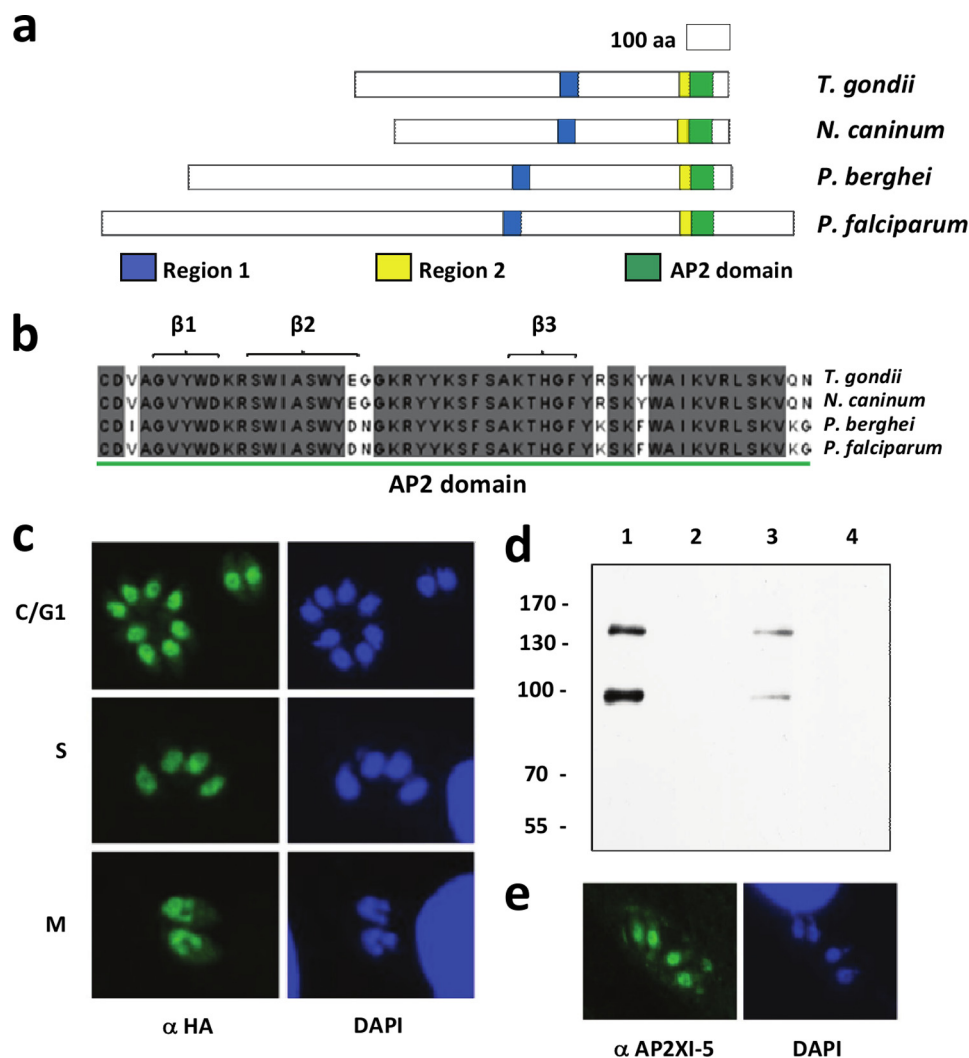 a
100 aa
T. gondii
N. caninum
P. berghei
P. falciparum
Region 1 Region 2 AP2 domain
b
β1 β2 β3
CDVAGVYWDKRSWIASWYEGGKRYYKSFSAKTHGFYRSKYWAIKVRLSKVQN T. gondii
CDVAGVYWDKRSWIASWYEGGKRYYKSFSAKTHGFYRSKYWAIKVRLSKVQN N. caninum
CDIAGVYWDKRSWIASWYDNGKRYYKSFSAKTHGFYKSKFWAIKVRLSKVKG P. berghei
CDVAGVYWDKRSWIASWYDNGKRYYKSFSAKTHGFYKSKFWAIKVRLSKVKG P. falciparum
AP2 domain
c
C/G1
S
M
α HA DAPI
d
1 2 3 4
170 -
130 -
100 -
70 -
55 -
e
α AP2XI-5 DAPI